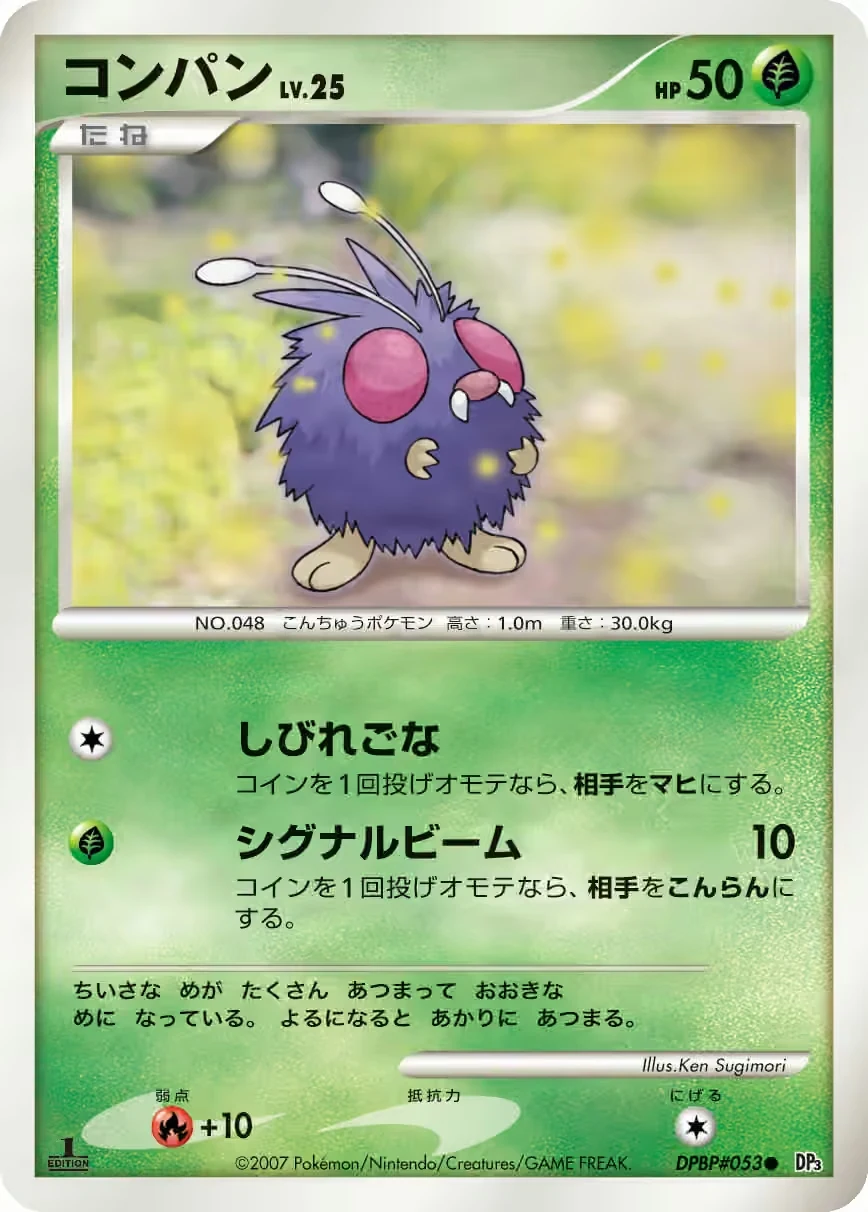 コンパン LV.25 HP 50
たね
NO.048 こんちゅうポケモン 高さ：1.0m 重さ：30.0kg
しびれごな
コインを1回投げオモテなら、相手をマヒにする。
シグナルビーム 10
コインを1回投げオモテなら、相手をこんらんに
する。
ちいさな めが たくさん あつまって おおきな
めに なっている。 よるになると あかりに あつまる。
Illus.Ken Sugimori
弱点 抵抗力 にげる
+10
1 EDITION ©2007 Pokémon/Nintendo/Creatures/GAME FREAK. DPBP#053● DP3